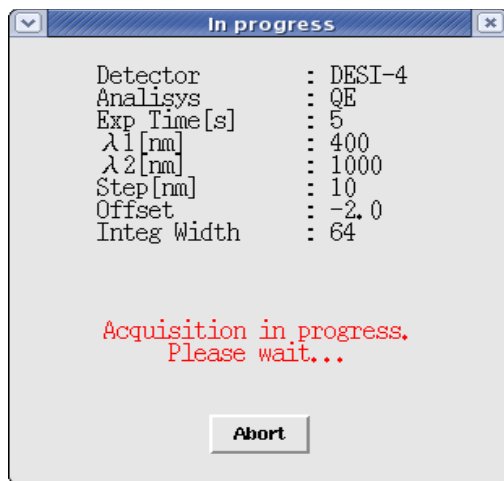 In progress
Detector : DESI-4
Analisys : QE
Exp Time[s] : 5
λ1[nm] : 400
λ2[nm] : 1000
Step[nm] : 10
Offset : -2.0
Integ Width : 64
Acquisition in progress.
Please wait...
Abort